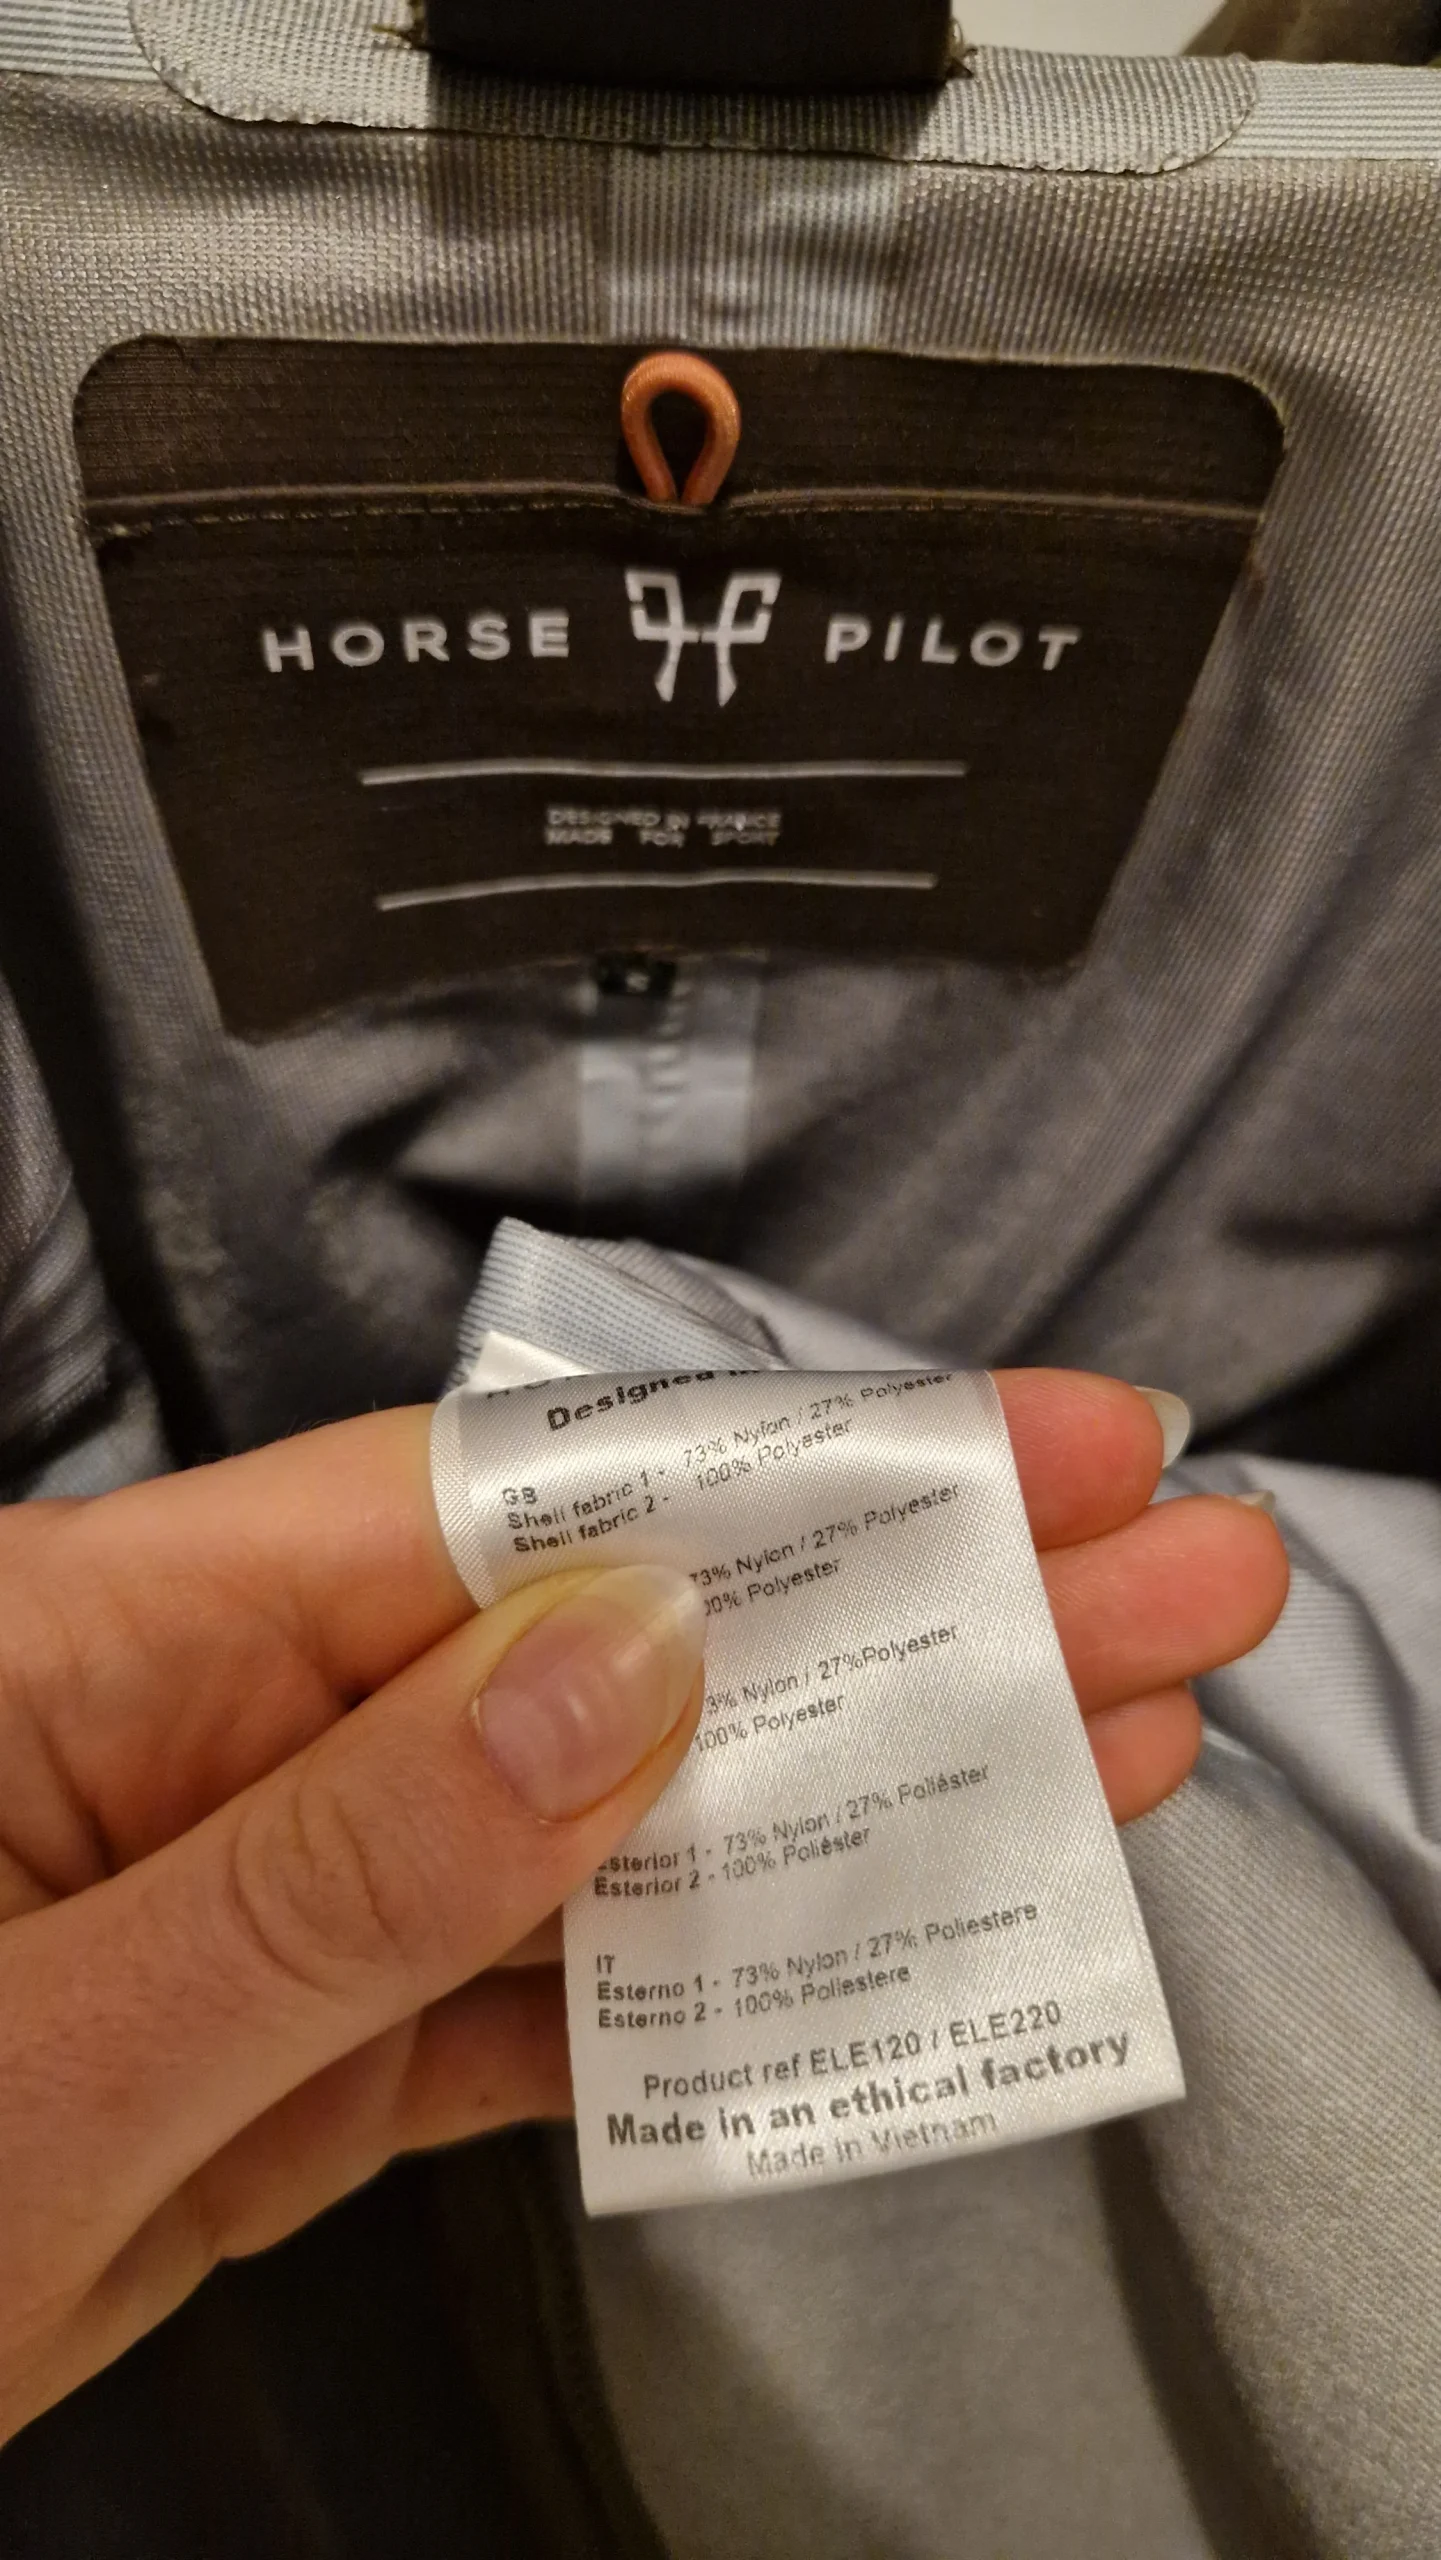 HORSE PILOT
DESIGNED IN FRANCE
MADE FOR SPORT
Designed
GB
Shell fabric 1 - 73% Nylon / 27% Polyester
Shell fabric 2 - 100% Polyester
73% Nylon / 27% Polyester
00% Polyester
3% Nylon / 27%Polyester
100% Polyester
Esterior 1 - 73% Nylon / 27% Poliéster
Esterior 2 - 100% Poliéster
IT
Esterno 1 - 73% Nylon / 27% Poliestere
Esterno 2 - 100% Poliestere
Product ref ELE120 / ELE220
Made in an ethical factory
Made in Vietnam